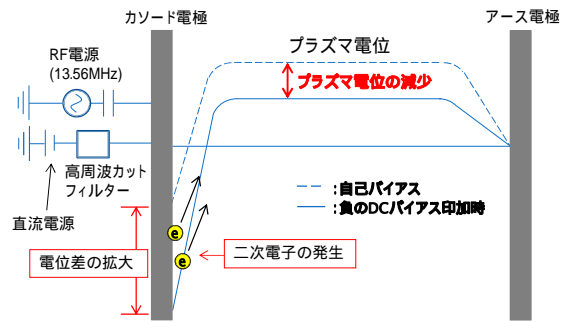 カソード電極
アース電極
RF電源
(13.56MHz)
プラズマ電位
プラズマ電位の減少
高周波カット
フィルター
直流電源
:自己バイアス
:負のDCバイアス印加時
電位差の拡大
e
e
二次電子の発生